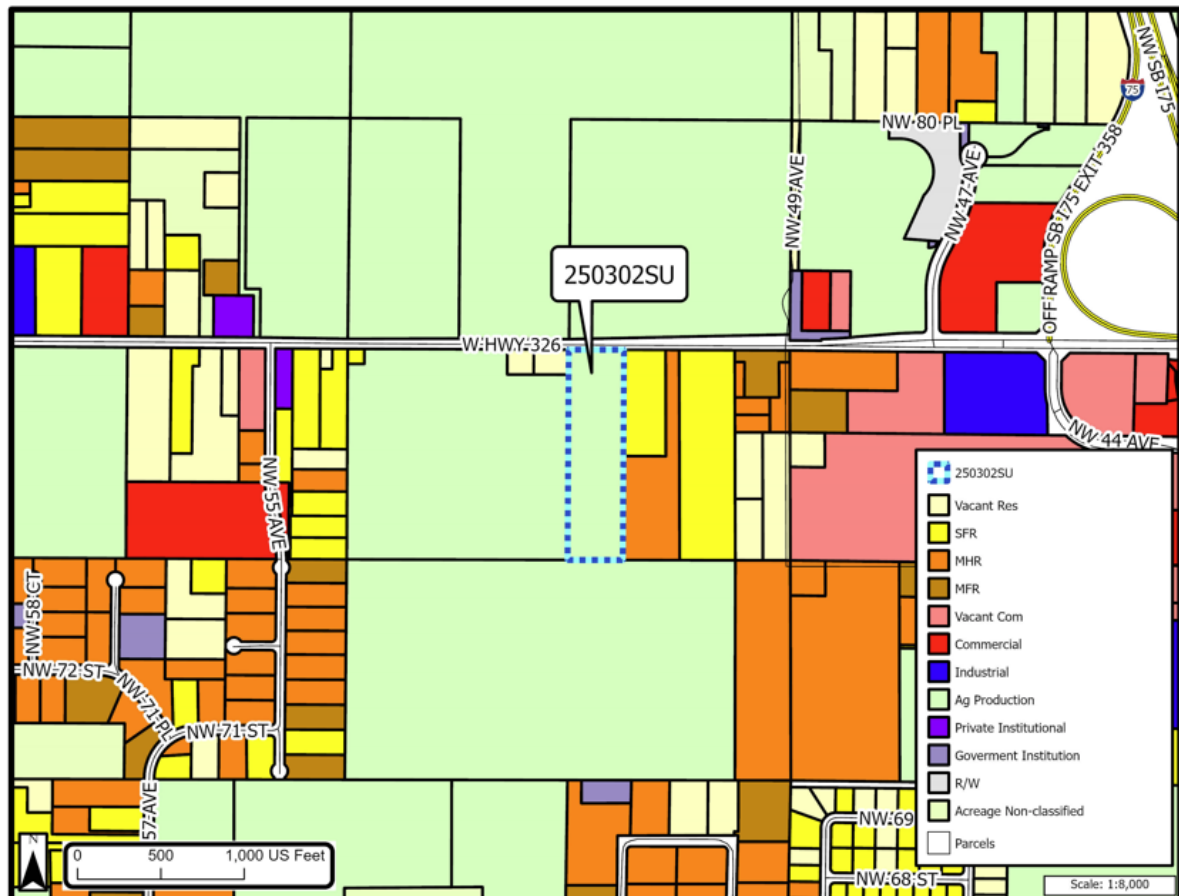 NW SB I75
75
NW 80 PL
NW 49 AVE
NW 47 AVE
OFF RAMP SB I75 EXIT 358
250302SU
W HWY 326
NW 44 AVE
NW 55 AVE
NW 58 CT
NW 72 ST
NW 71 PL
NW 71 ST
57 AVE
NW 69
NW 68 ST
250302SU
Vacant Res
SFR
MHR
MFR
Vacant Com
Commercial
Industrial
Ag Production
Private Institutional
Goverment Institution
R/W
Acreage Non-classified
Parcels
N
0 500 1,000 US Feet
Scale: 1:8,000